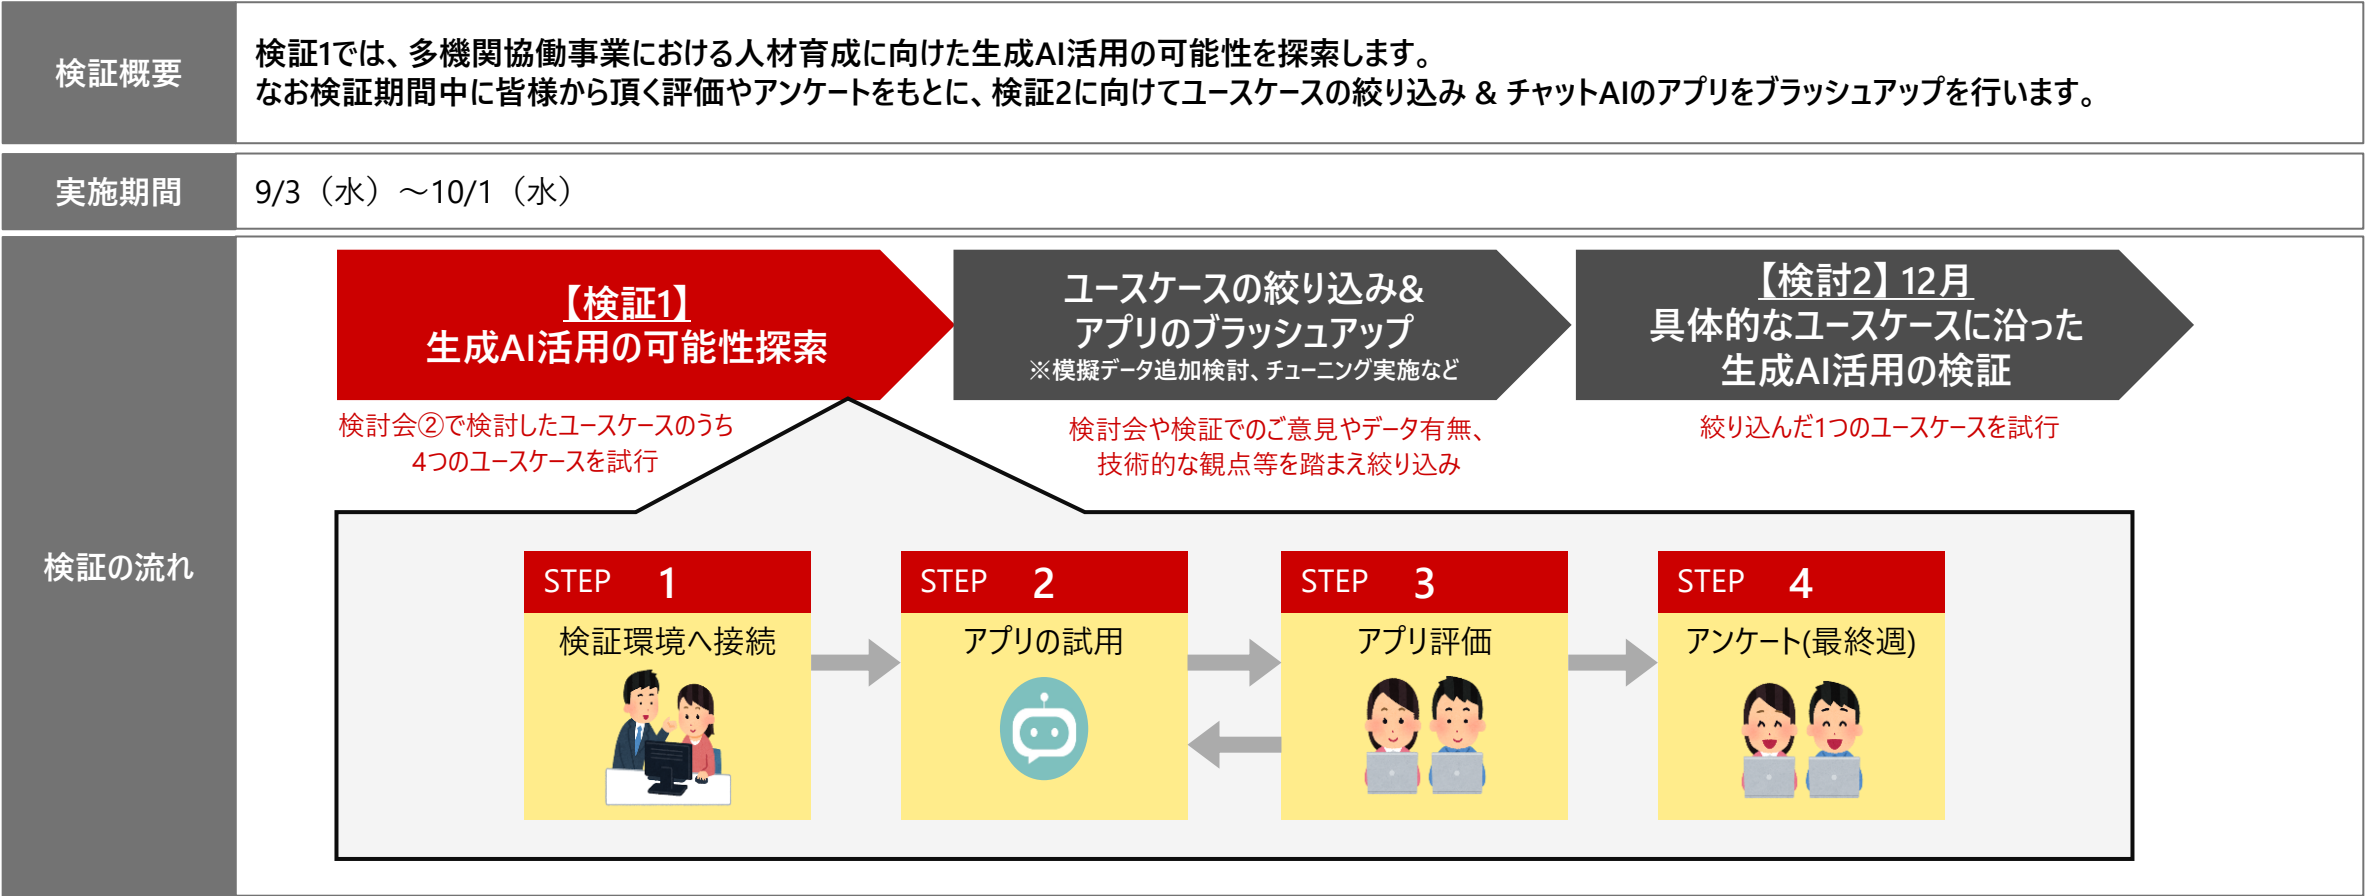 検証概要
検証1では、多機関協働事業における人材育成に向けた生成AI活用の可能性を探索します。
なお検証期間中に皆様から頂く評価やアンケートをもとに、検証2に向けてユースケースの絞り込み & チャットAIのアプリをブラッシュアップを行います。
実施期間
9/3（水）～10/1（水）
検証の流れ
【検証1】
生成AI活用の可能性探索
ユースケースの絞り込み&
アプリのブラッシュアップ
※模擬データ追加検討、チューニング実施など
【検討2】12月
具体的なユースケースに沿った
生成AI活用の検証
検討会②で検討したユースケースのうち
4つのユースケースを試行
検討会や検証でのご意見やデータ有無、
技術的な観点等を踏まえ絞り込み
絞り込んだ1つのユースケースを試行
STEP 1
検証環境へ接続
STEP 2
アプリの試用
STEP 3
アプリ評価
STEP 4
アンケート(最終週)